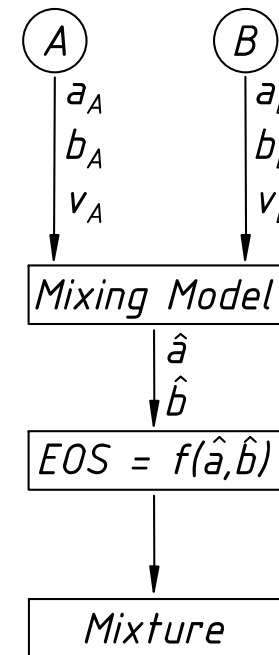 A B
a_A a
b_A b
v_A v
Mixing Model
â
b̂
EOS = f(â,b̂)
Mixture